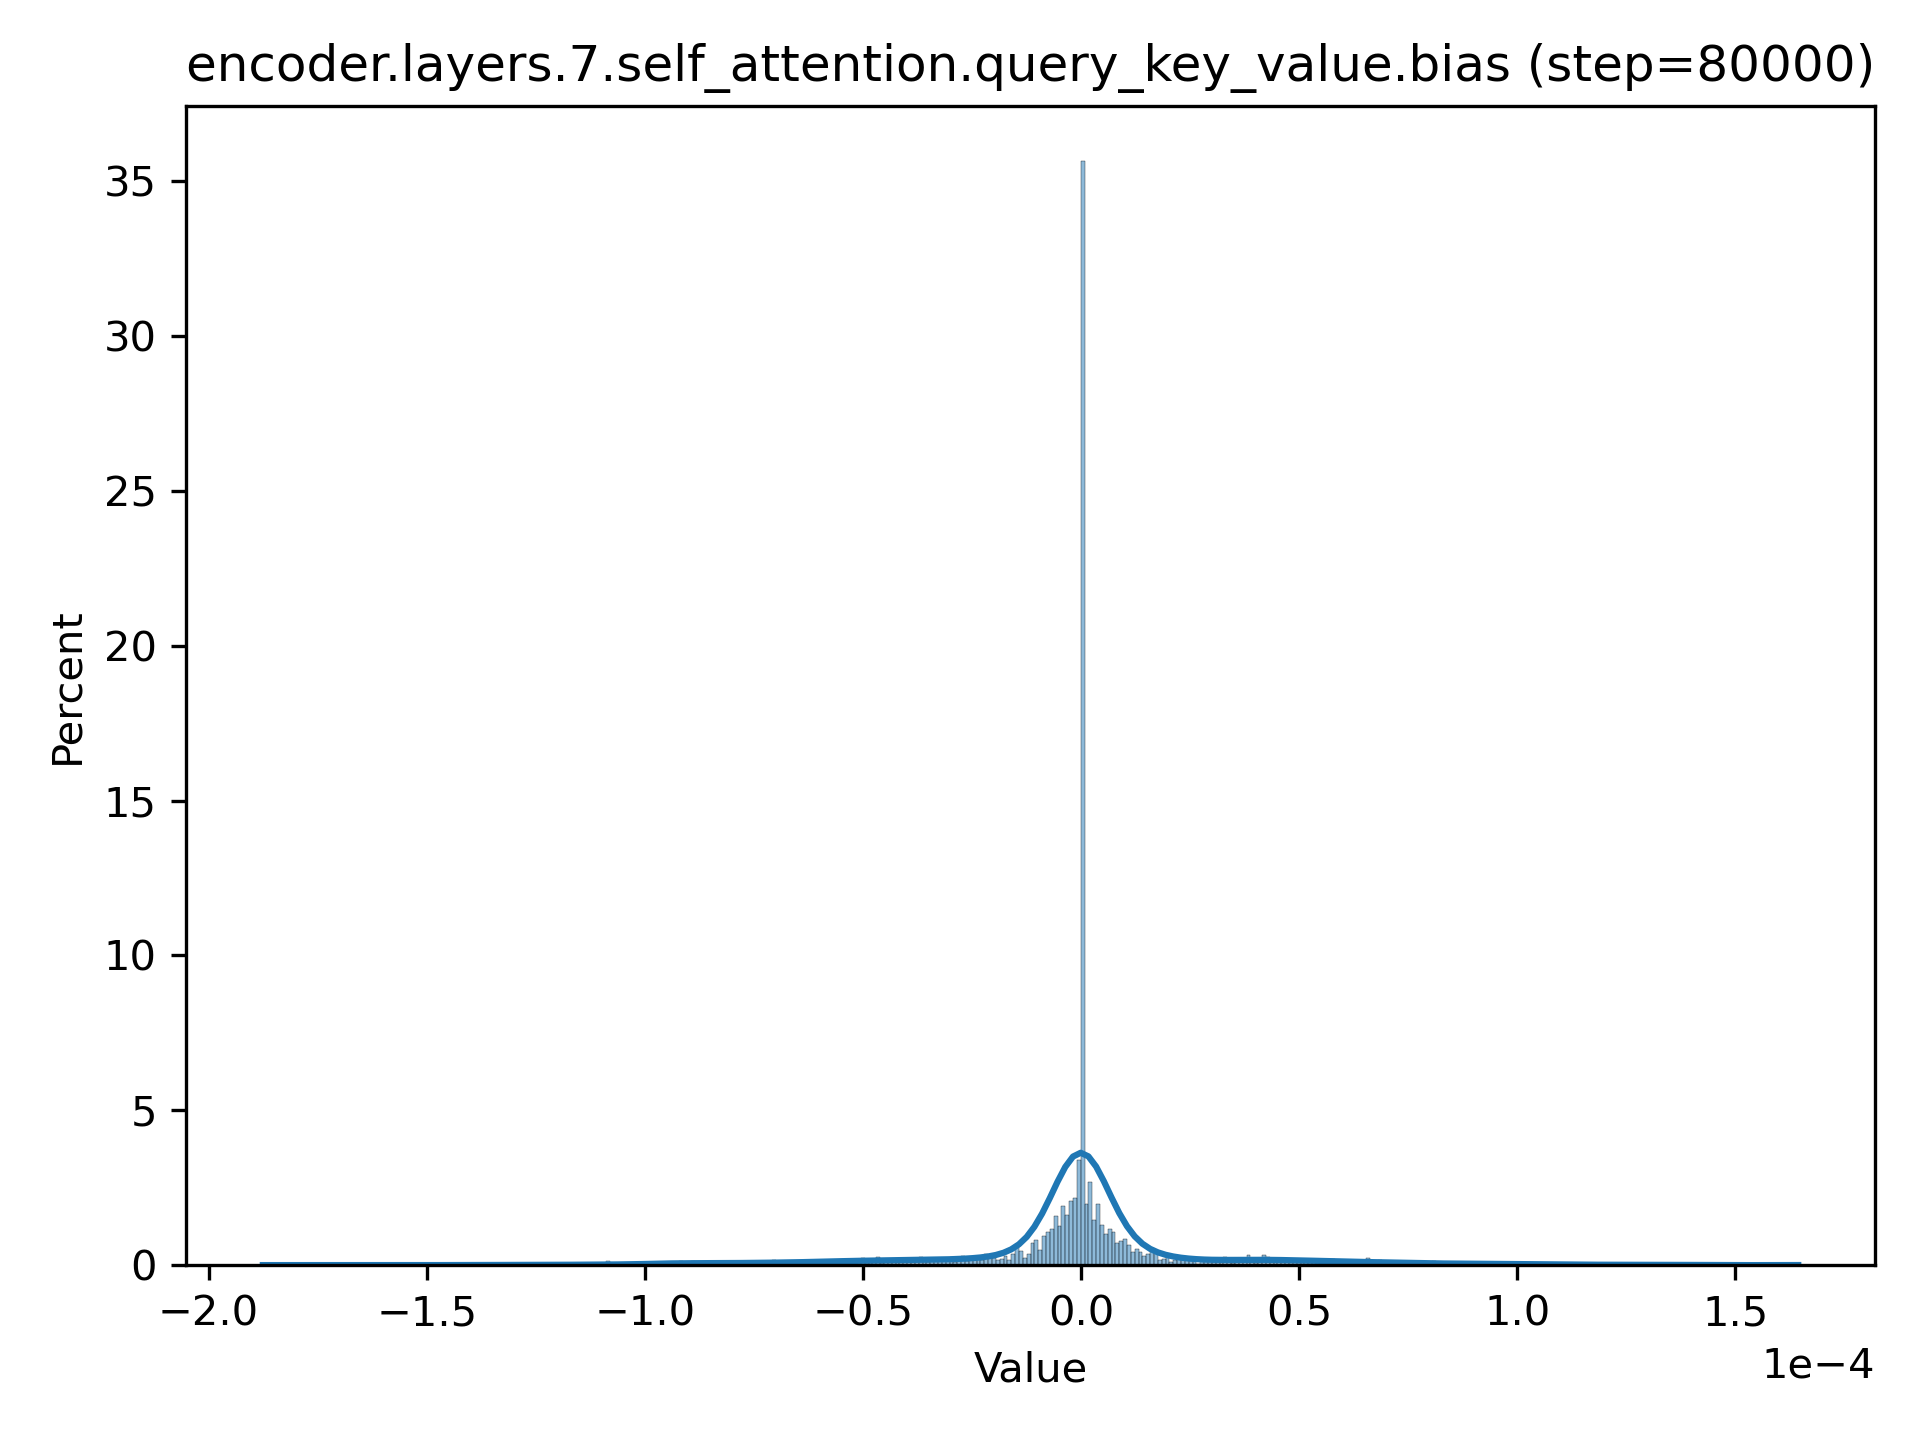 encoder.layers.7.self_attention.query_key_value.bias (step=80000)
35
30
25
20
15
10
5
0
Percent
−2.0 −1.5 −1.0 −0.5 0.0 0.5 1.0 1.5
1e−4
Value